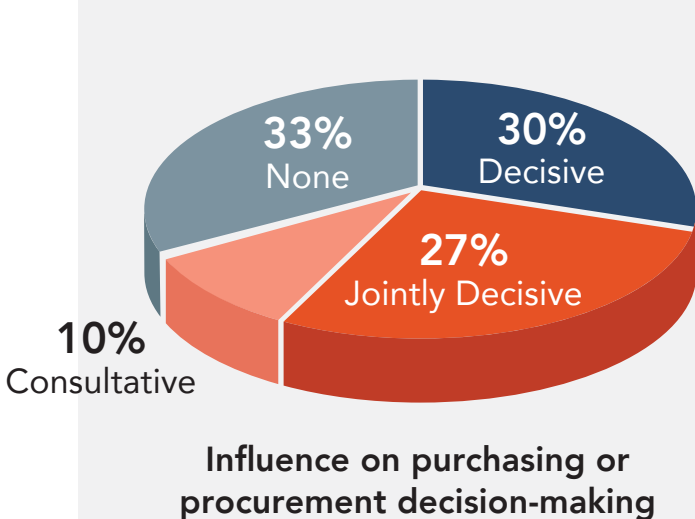 33%
None
30%
Decisive
27%
Jointly Decisive
10%
Consultative
Influence on purchasing or
procurement decision-making